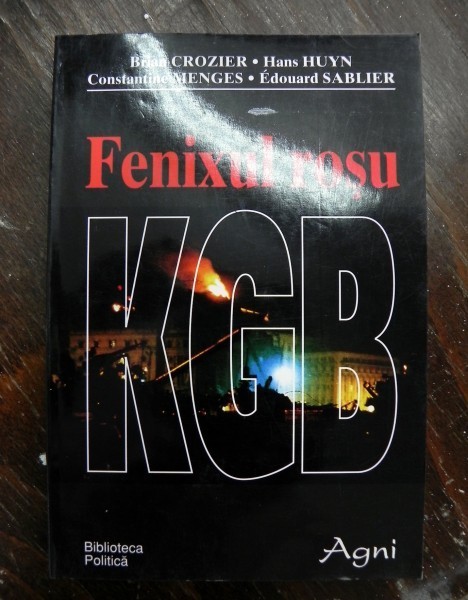 Brian CROZIER • Hans HUYN
Constantine MENGES • Édouard SABLIER
Fenixul roșu
KGB
Biblioteca
Politică
Agni